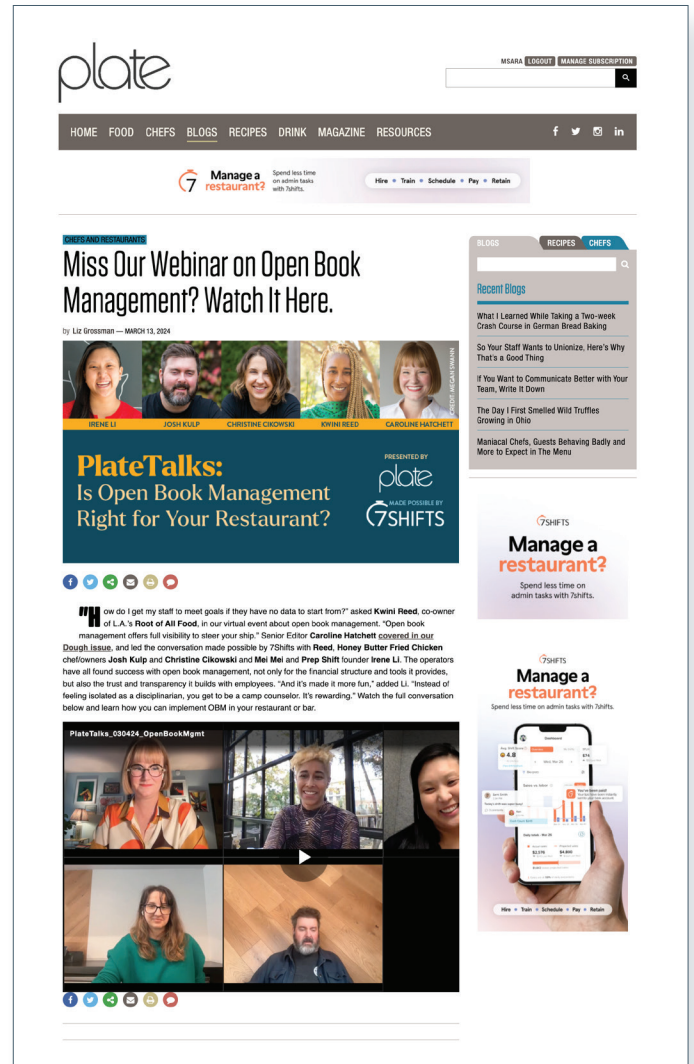 plate
MSARA LOGOUT MANAGE SUBSCRIPTION
HOME FOOD CHEFS BLOGS RECIPES DRINK MAGAZINE RESOURCES
7
Manage a
restaurant?
Spend less time
on admin tasks
with 7shifts.
Hire Train Schedule Pay Retain
CHEFS AND RESTAURANTS
Miss Our Webinar on Open Book
Management? Watch It Here.
by Liz Grossman — MARCH 13, 2024
CREDIT: MEGAN SWANN
IRENE LI JOSH KULP CHRISTINE CIKOWSKI KWINI REED CAROLINE HATCHETT
PlateTalks:
Is Open Book Management
Right for Your Restaurant?
PRESENTED BY
plate
MADE POSSIBLE BY
7SHIFTS
"How do I get my staff to meet goals if they have no data to start from?" asked Kwini Reed, co-owner
of L.A.'s Root of All Food, in our virtual event about open book management. "Open book
management offers full visibility to steer your ship." Senior Editor Caroline Hatchett covered in our
Dough issue, and led the conversation made possible by 7Shifts with Reed, Honey Butter Fried Chicken
chef/owners Josh Kulp and Christine Cikowski and Mei Mei and Prep Shift founder Irene Li. The operators
have all found success with open book management, not only for the financial structure and tools it provides,
but also the trust and transparency it builds with employees. "And it's made it more fun," added Li. "Instead of
feeling isolated as a disciplinarian, you get to be a camp counselor. It's rewarding." Watch the full conversation
below and learn how you can implement OBM in your restaurant or bar.
PlateTalks_030424_OpenBookMgmt
BLOGS RECIPES CHEFS
Recent Blogs
What I Learned While Taking a Two-week
Crash Course in German Bread Baking
So Your Staff Wants to Unionize, Here's Why
That's a Good Thing
If You Want to Communicate Better with Your
Team, Write It Down
The Day I First Smelled Wild Truffles
Growing in Ohio
Maniacal Chefs, Guests Behaving Badly and
More to Expect in The Menu
7SHIFTS
Manage a
restaurant?
Spend less time on
admin tasks with 7shifts.
7SHIFTS
Manage a
restaurant?
Spend less time on admin tasks with 7shifts.
Dashboard
4.8
Hire Train Schedule Pay Retain